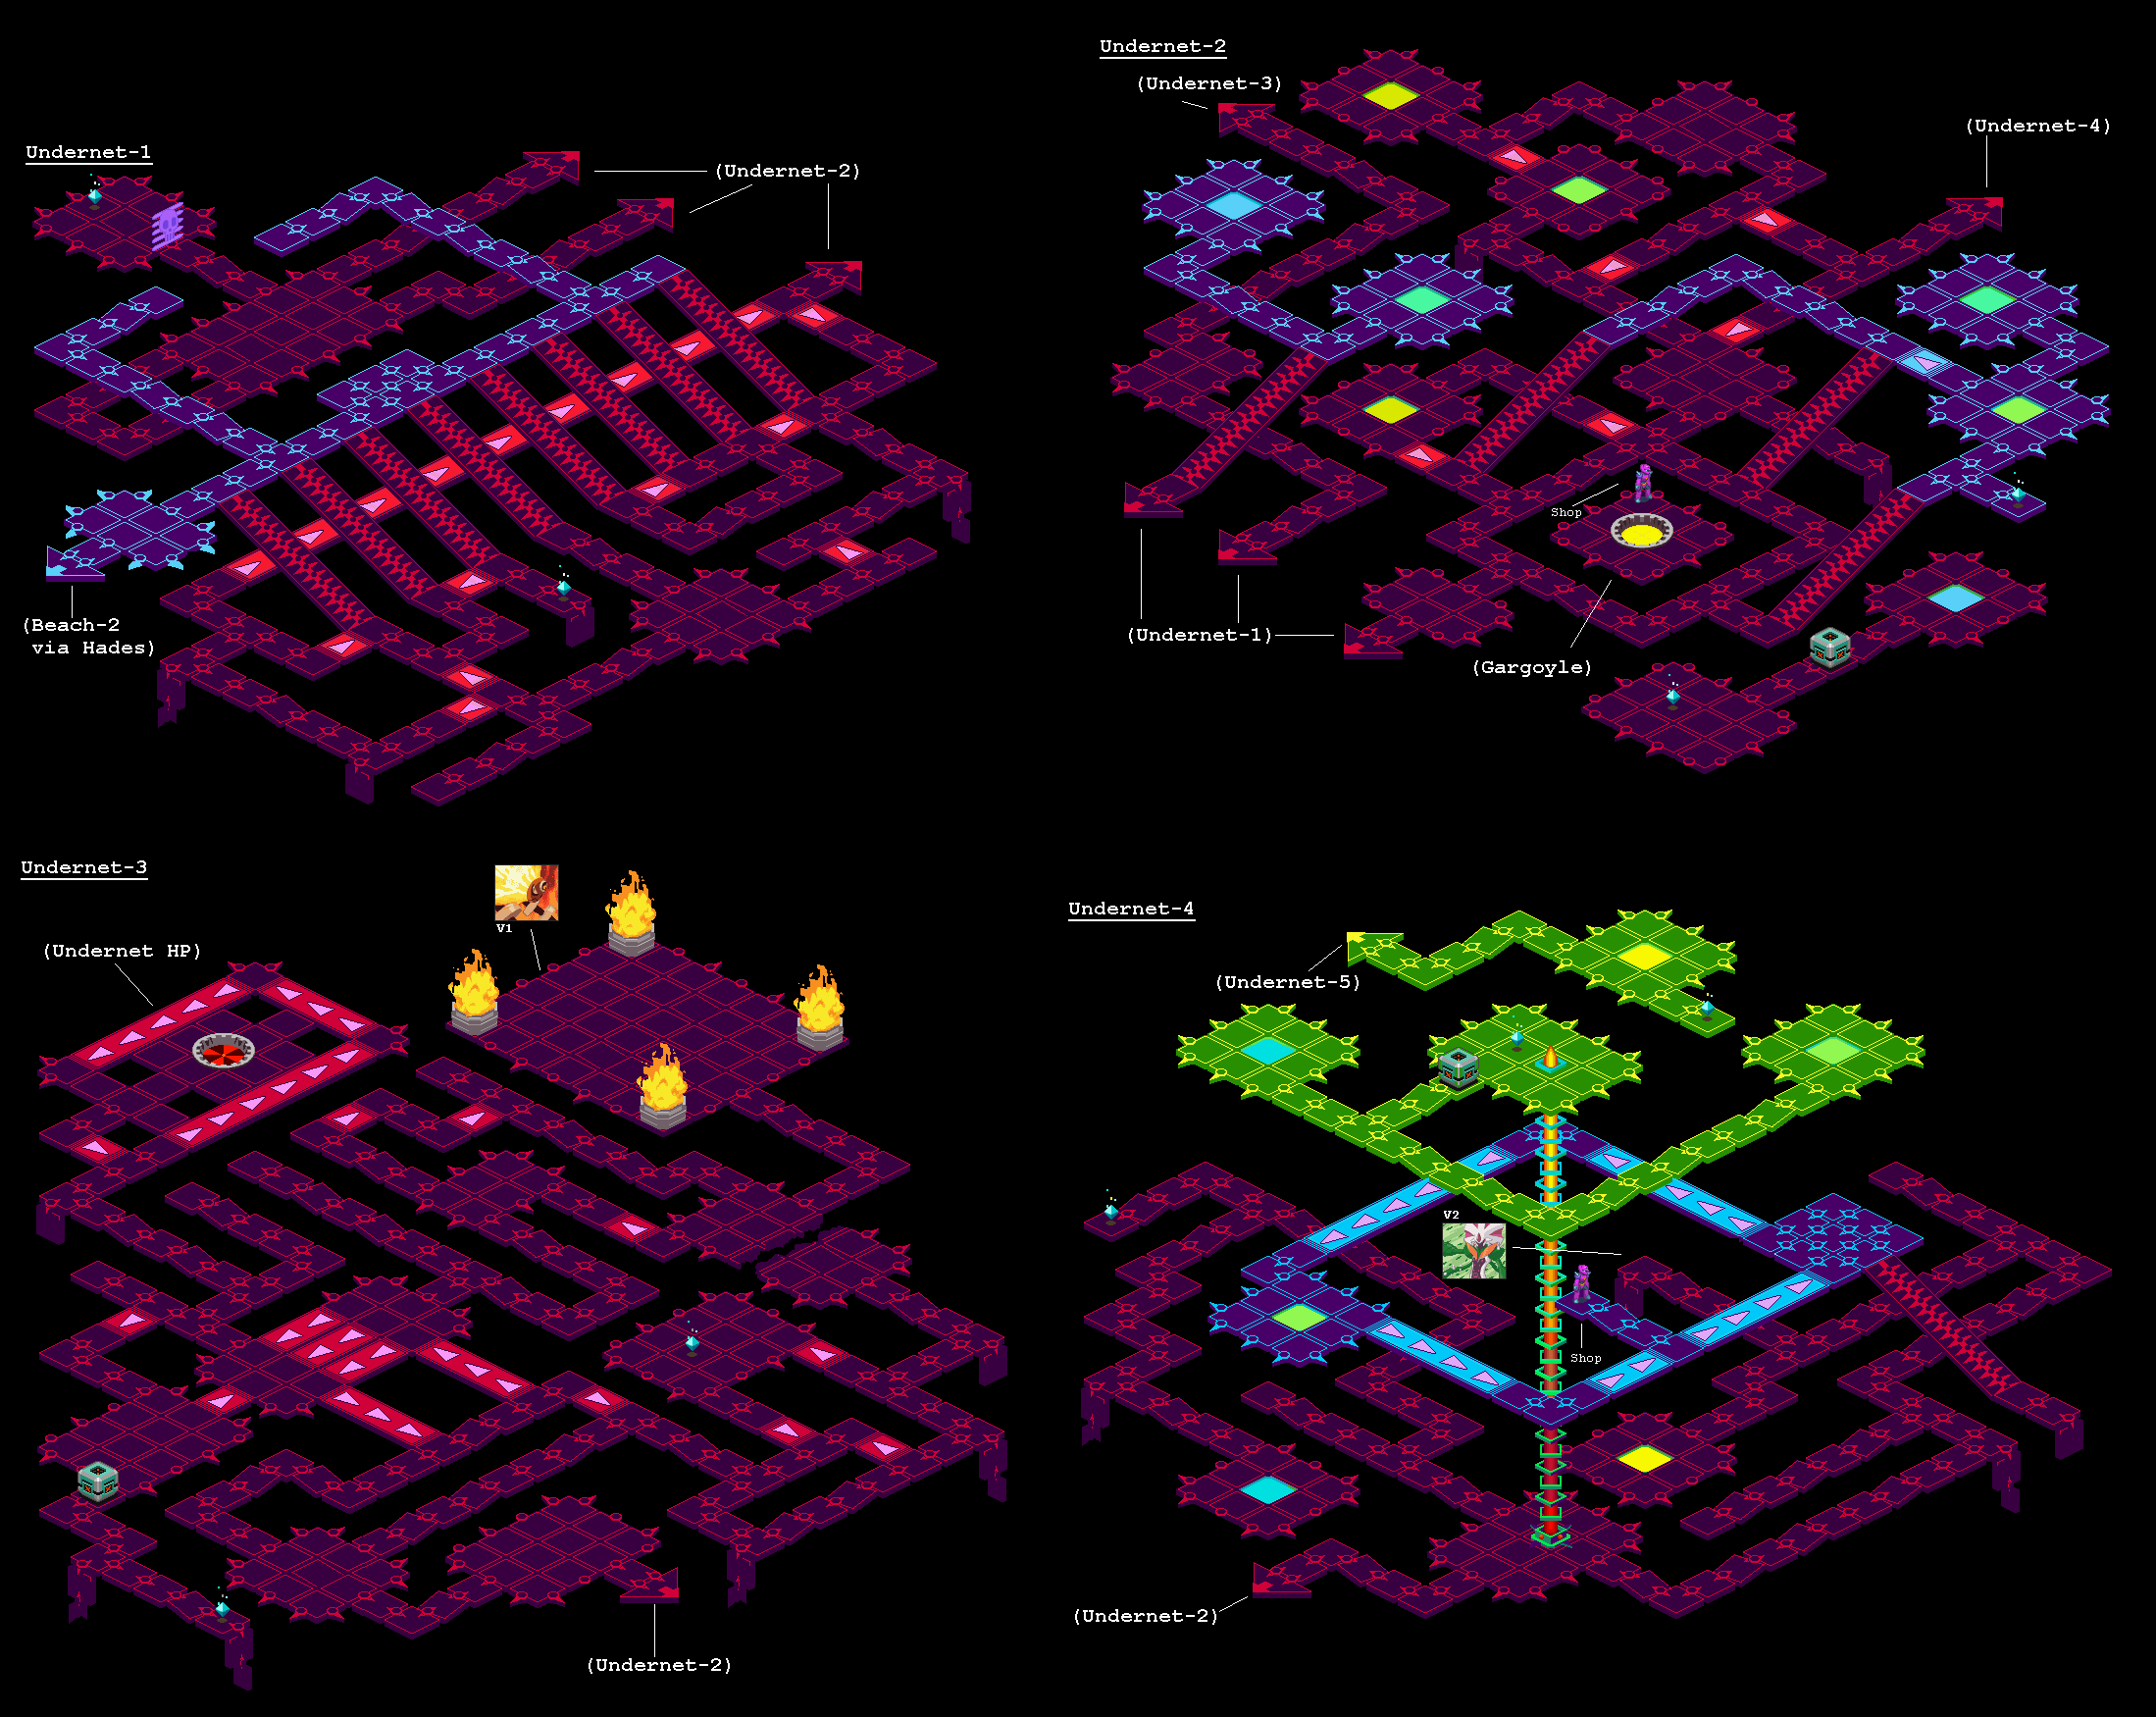 Undernet-1
(Undernet-2)
(Beach-2
via Hades)
Undernet-2
(Undernet-3)
(Undernet-4)
Shop
(Undernet-1)
(Gargoyle)
Undernet-3
(Undernet HP)
V1
(Undernet-2)
Undernet-4
(Undernet-5)
V2
Shop
(Undernet-2)